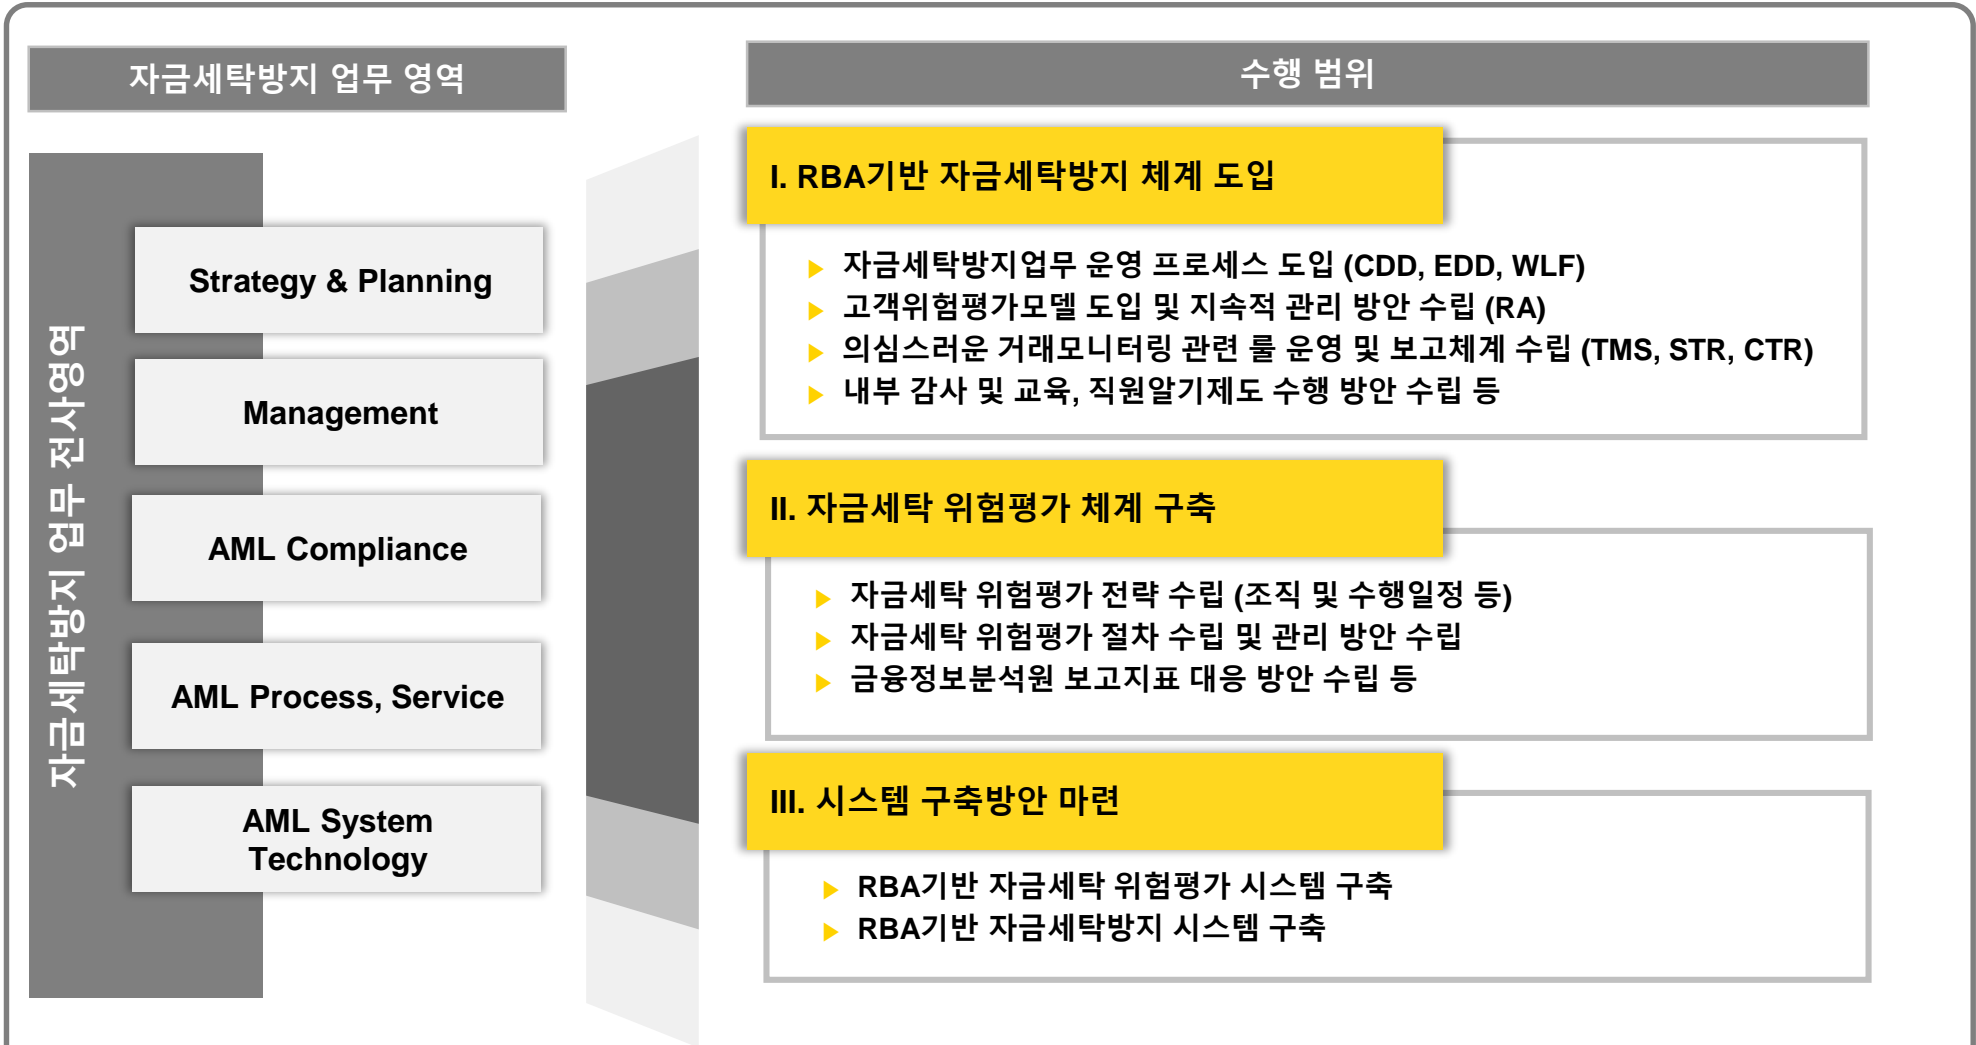 자금세탁방지 업무 영역
수행 범위
자금세탁방지 업무 전사영역
Strategy & Planning
Management
AML Compliance
AML Process, Service
AML System
Technology
I. RBA기반 자금세탁방지 체계 도입
자금세탁방지업무 운영 프로세스 도입 (CDD, EDD, WLF)
고객위험평가모델 도입 및 지속적 관리 방안 수립 (RA)
의심스러운 거래모니터링 관련 룰 운영 및 보고체계 수립 (TMS, STR, CTR)
내부 감사 및 교육, 직원알기제도 수행 방안 수립 등
II. 자금세탁 위험평가 체계 구축
자금세탁 위험평가 전략 수립 (조직 및 수행일정 등)
자금세탁 위험평가 절차 수립 및 관리 방안 수립
금융정보분석원 보고지표 대응 방안 수립 등
III. 시스템 구축방안 마련
RBA기반 자금세탁 위험평가 시스템 구축
RBA기반 자금세탁방지 시스템 구축